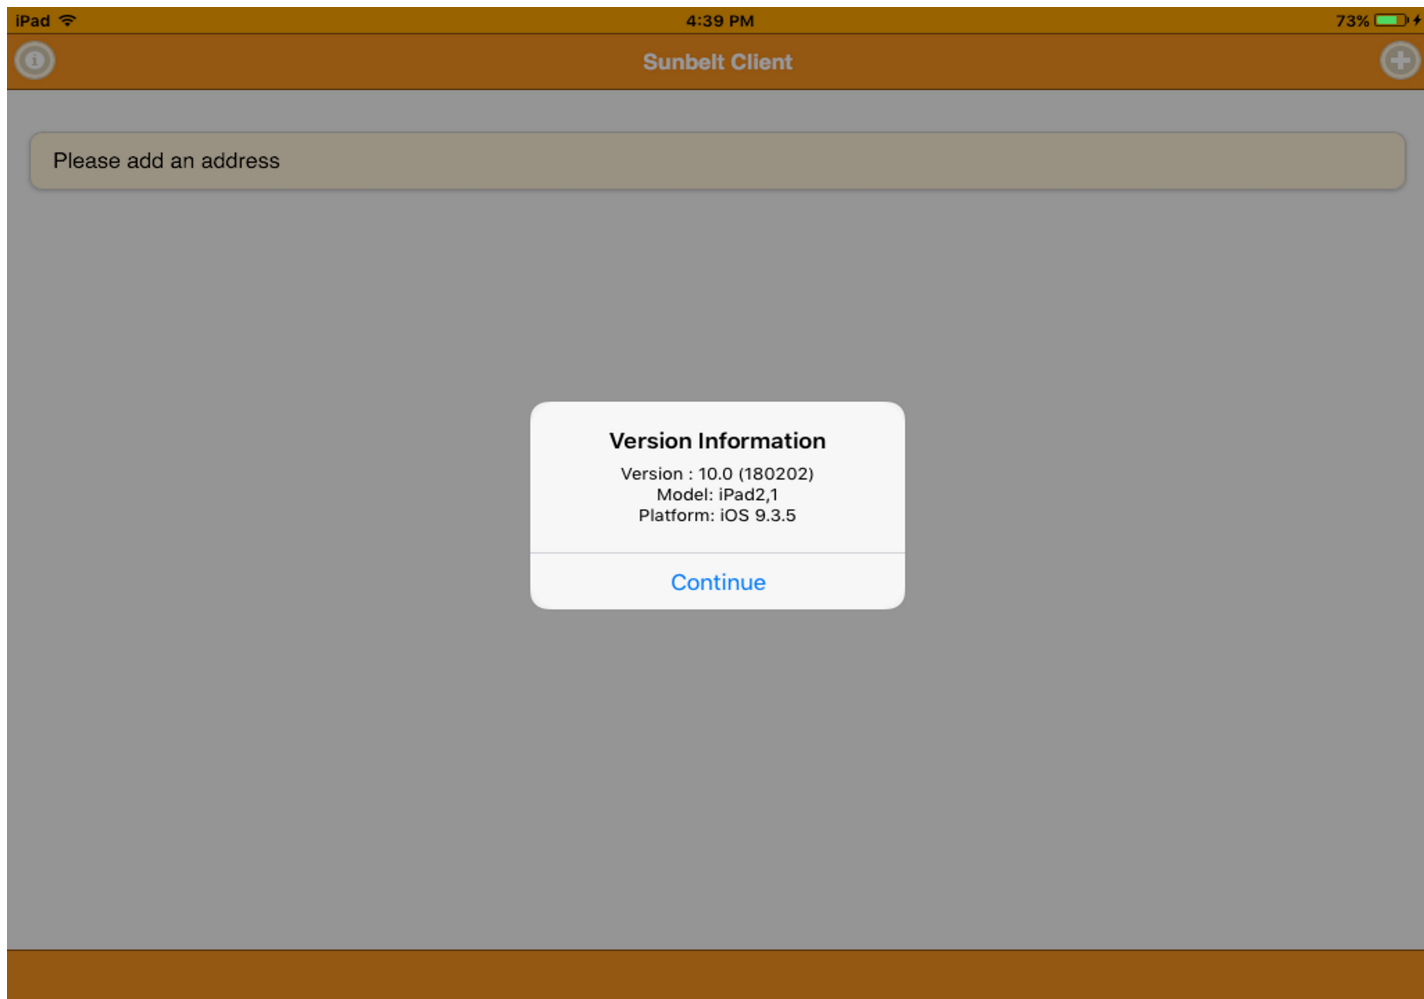 iPad 4:39 PM 73%
Sunbelt Client
Please add an address
Version Information
Version : 10.0 (180202)
Model: iPad2,1
Platform: iOS 9.3.5
Continue